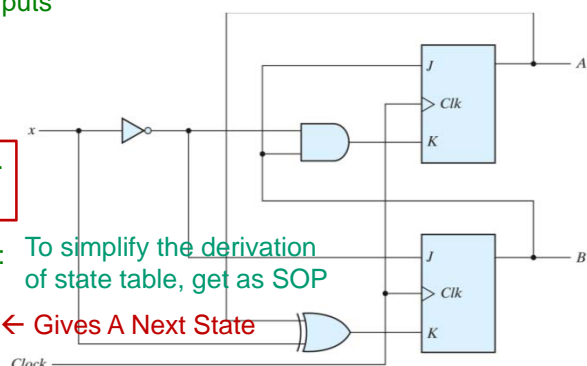 puts
A
J
Clk
x
K
:
To simplify the derivation
of state table, get as SOP
J
B
Clk
← Gives A Next State
K
Clock